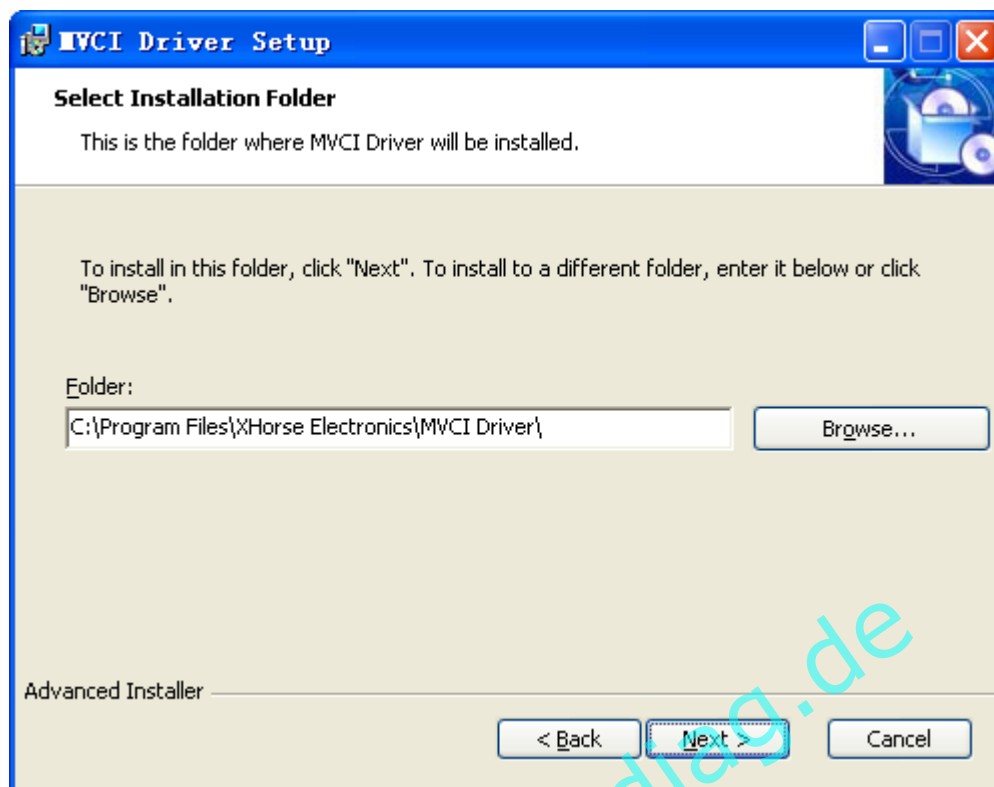 MVCI Driver Setup
Select Installation Folder
This is the folder where MVCI Driver will be installed.
To install in this folder, click "Next". To install to a different folder, enter it below or click
"Browse".
Folder:
C:\Program Files\XHorse Electronics\MVCI Driver\
Browse...
Advanced Installer
< Back
Next >
Cancel
diag.de